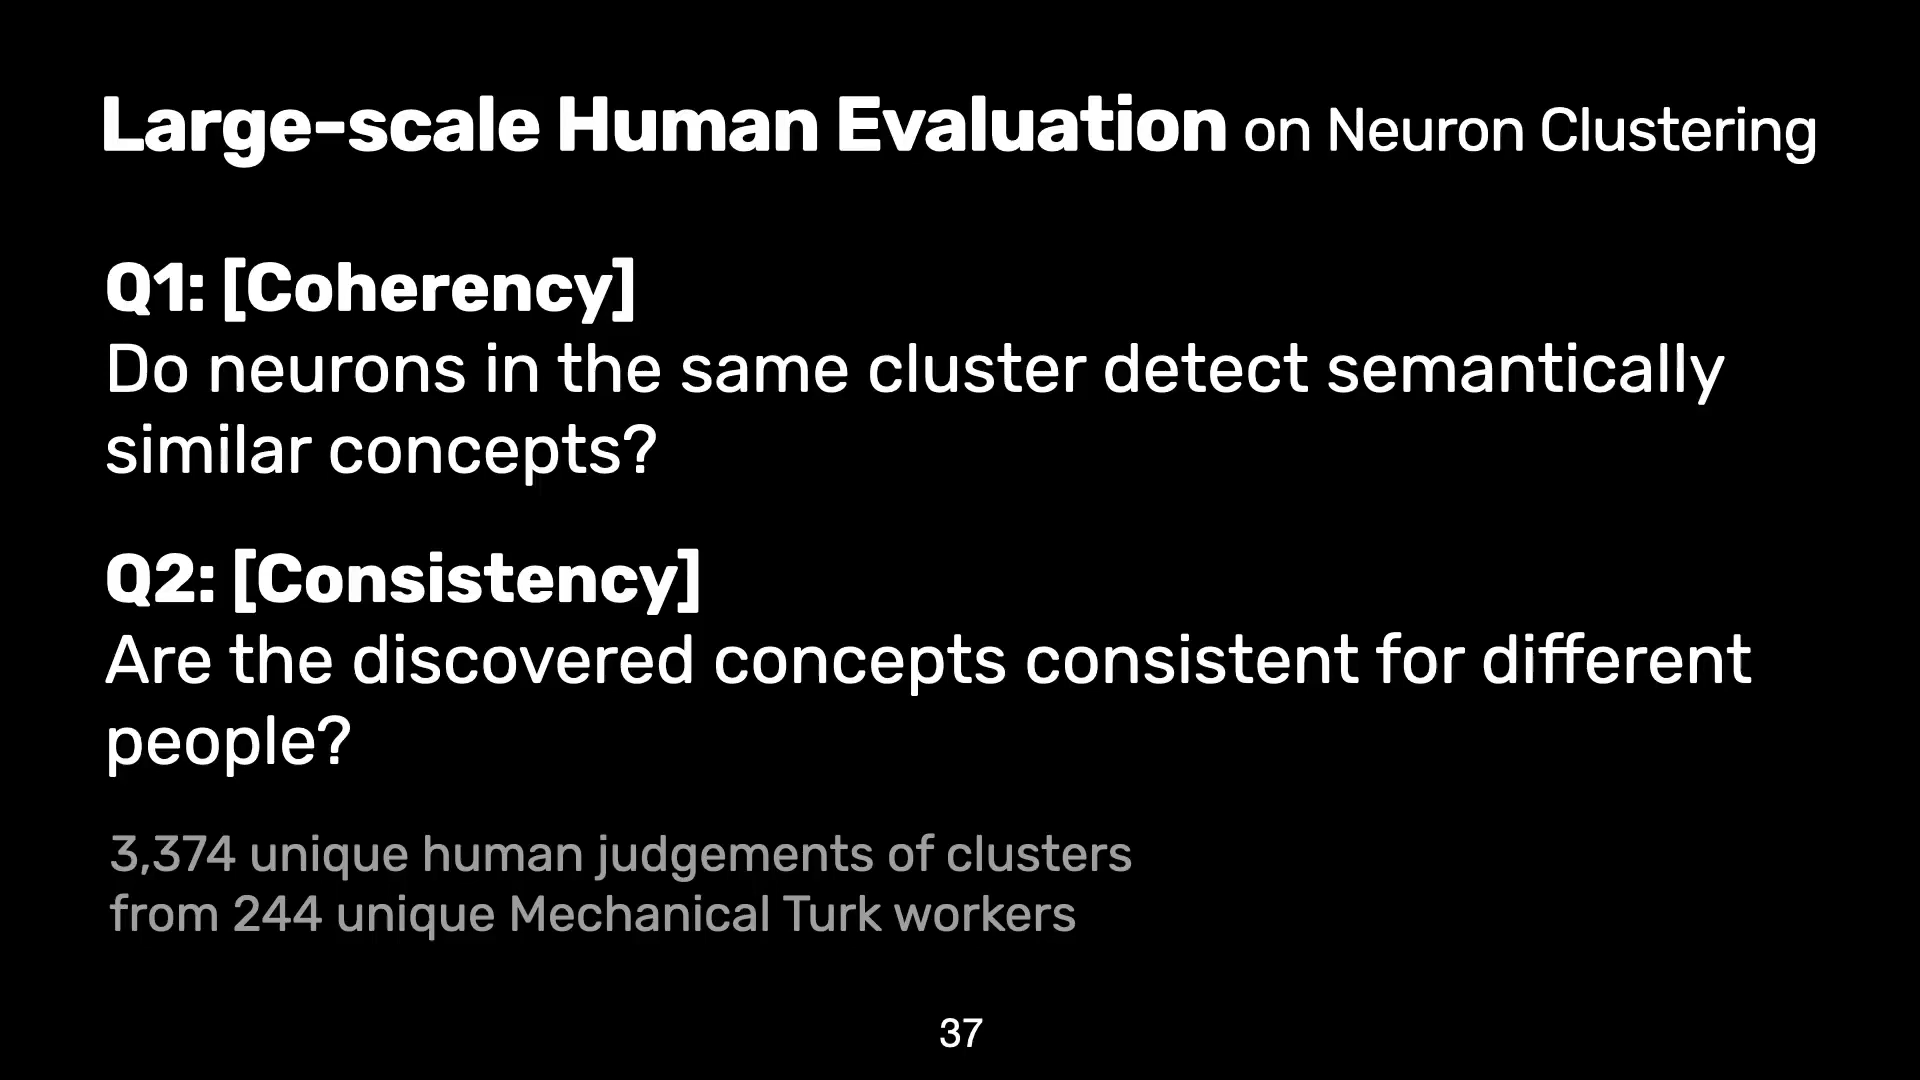 Large-scale Human Evaluation on Neuron Clustering
Q1: [Coherency]
Do neurons in the same cluster detect semantically
similar concepts?
Q2: [Consistency]
Are the discovered concepts consistent for different
people?
3,374 unique human judgements of clusters
from 244 unique Mechanical Turk workers
37